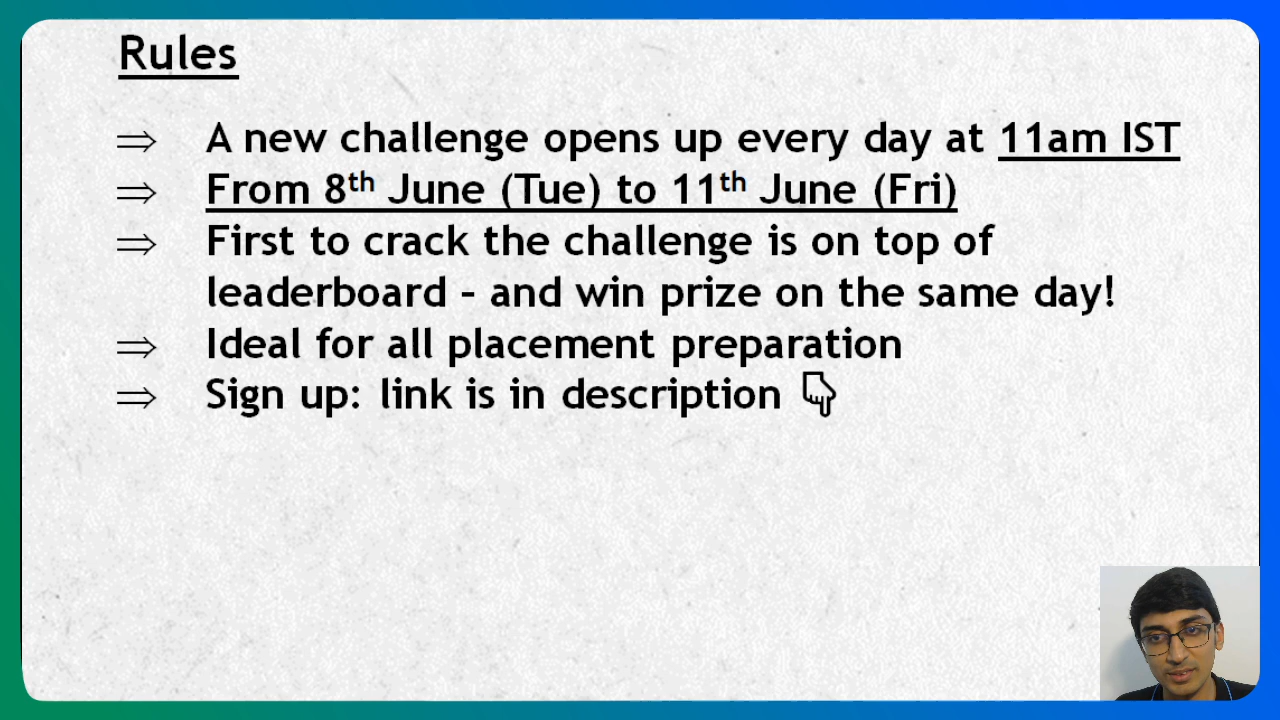 Rules
⇒ A new challenge opens up every day at 11am IST
⇒ From 8th June (Tue) to 11th June (Fri)
⇒ First to crack the challenge is on top of
leaderboard – and win prize on the same day!
⇒ Ideal for all placement preparation
⇒ Sign up: link is in description 👇